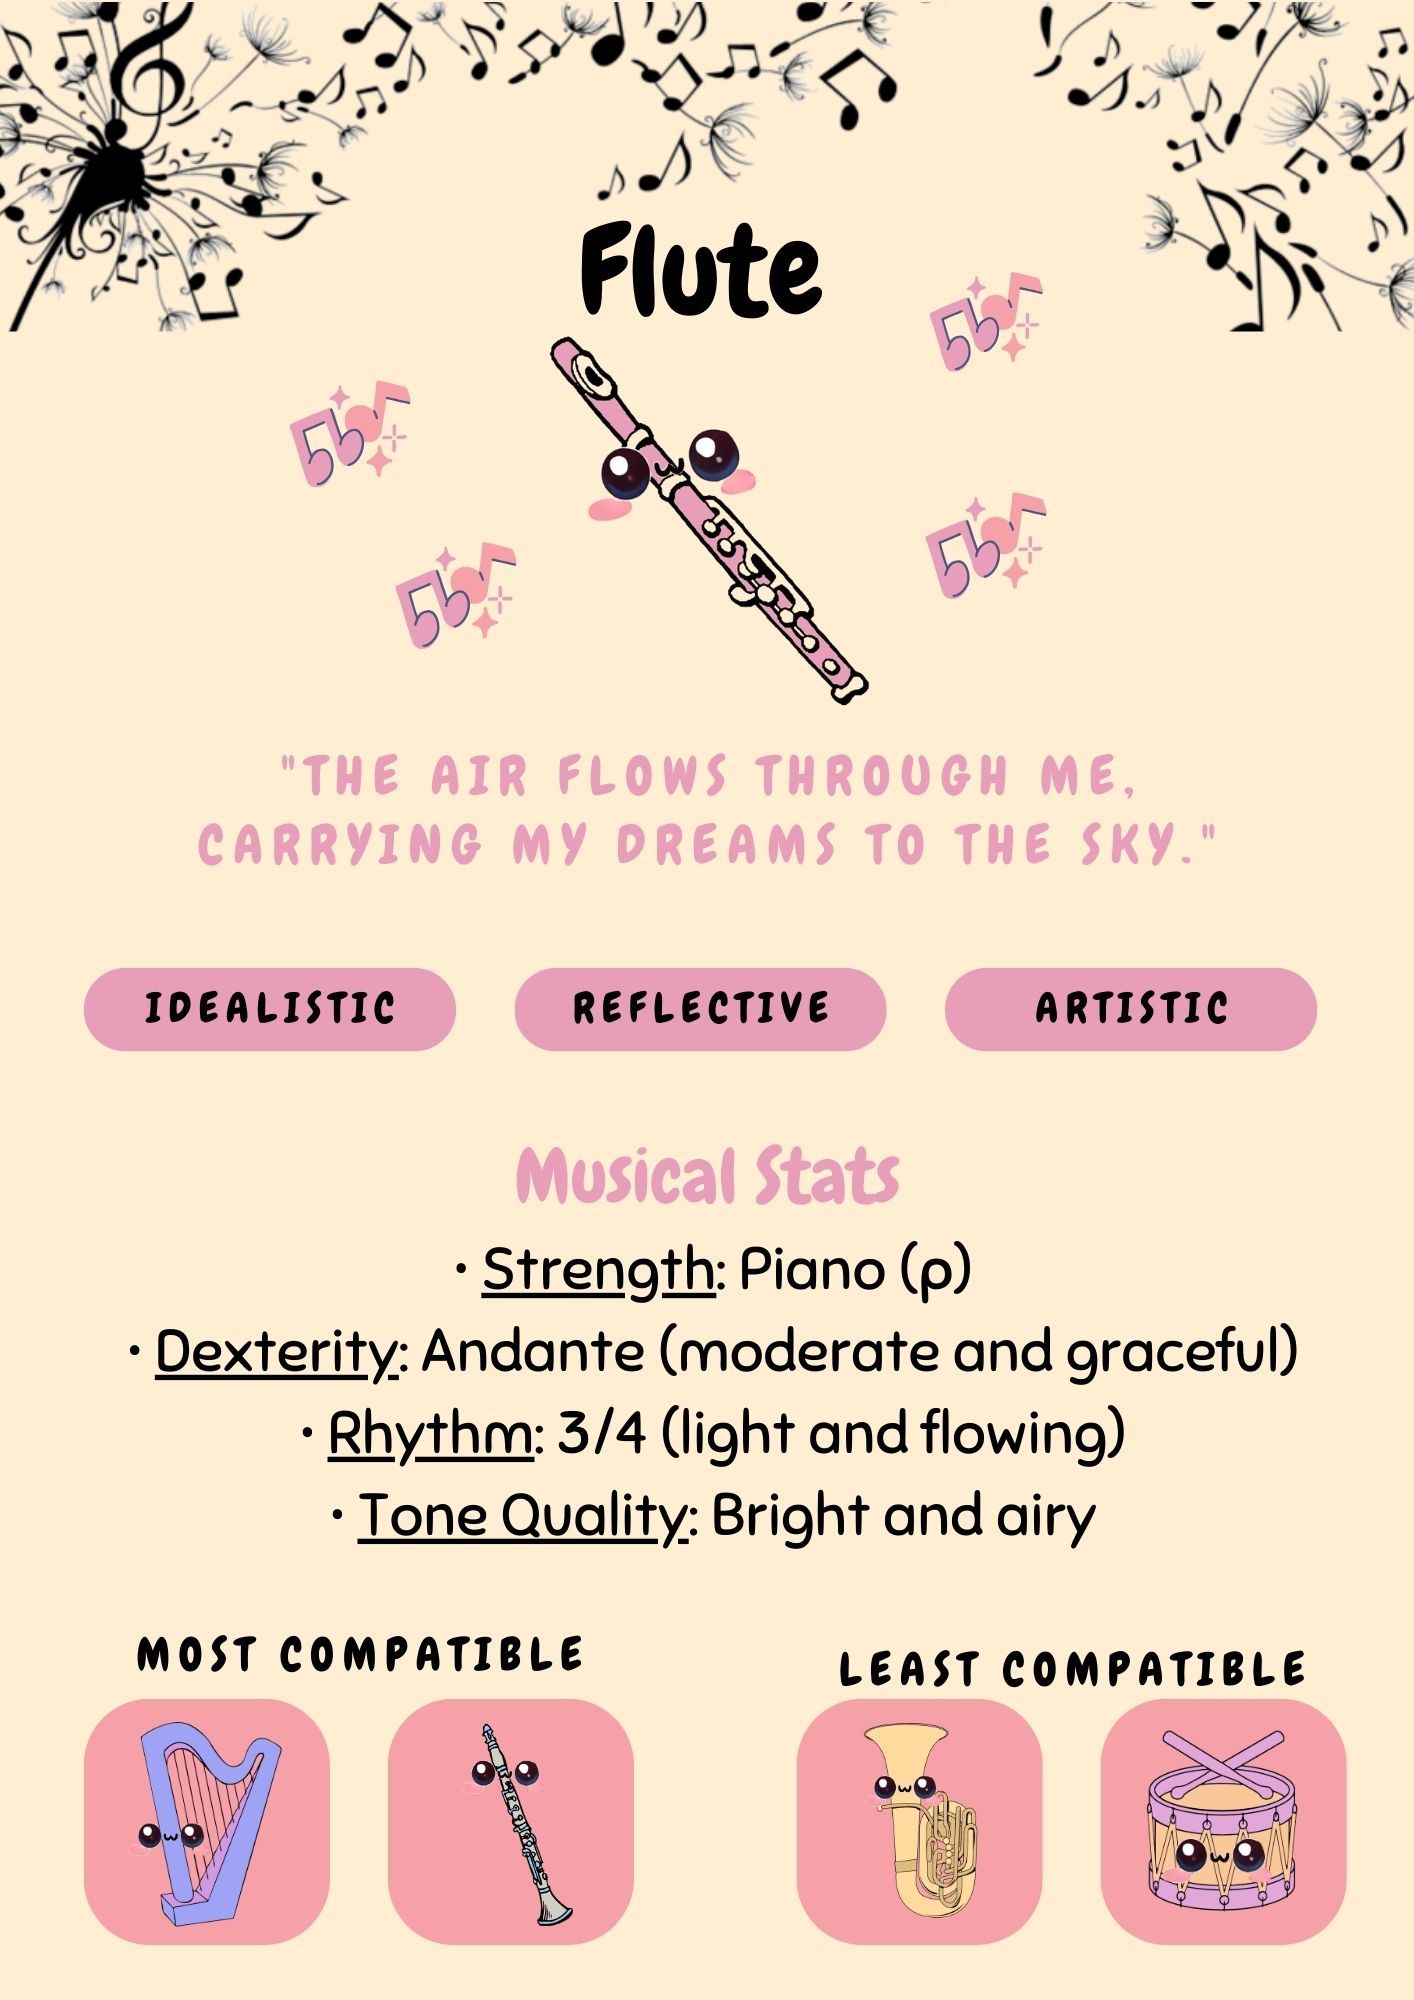 Flute
"THE AIR FLOWS THROUGH ME,
CARRYING MY DREAMS TO THE SKY."
IDEALISTIC
REFLECTIVE
ARTISTIC
Musical Stats
• Strength: Piano (p)
• Dexterity: Andante (moderate and graceful)
• Rhythm: 3/4 (light and flowing)
• Tone Quality: Bright and airy
MOST COMPATIBLE
LEAST COMPATIBLE